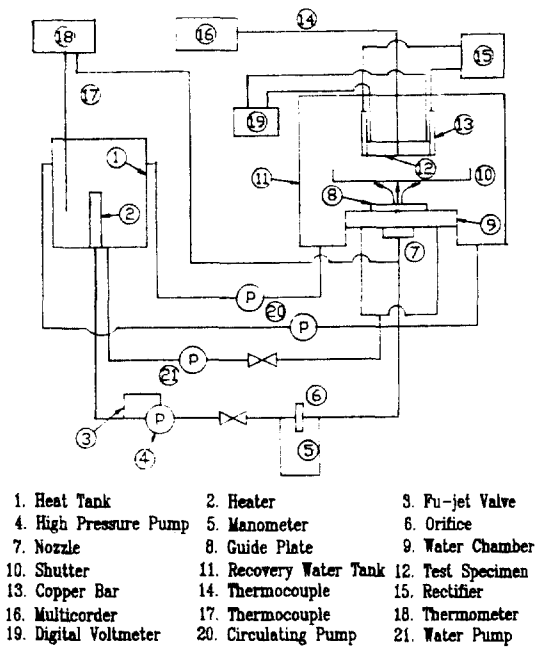 18
16
14
15
17
19
13
1
12
11
10
2
8
9
7
P
20
P
P
21
6
P
3
4
5
1. Heat Tank 2. Heater 3. Fu-jet Valve
4. High Pressure Pump 5. Manometer 6. Orifice
7. Nozzle 8. Guide Plate 9. Water Chamber
10. Shutter 11. Recovery Water Tank 12. Test Specimen
13. Copper Bar 14. Thermocouple 15. Rectifier
16. Multicorder 17. Thermocouple 18. Thermometer
19. Digital Voltmeter 20. Circulating Pump 21. Water Pump